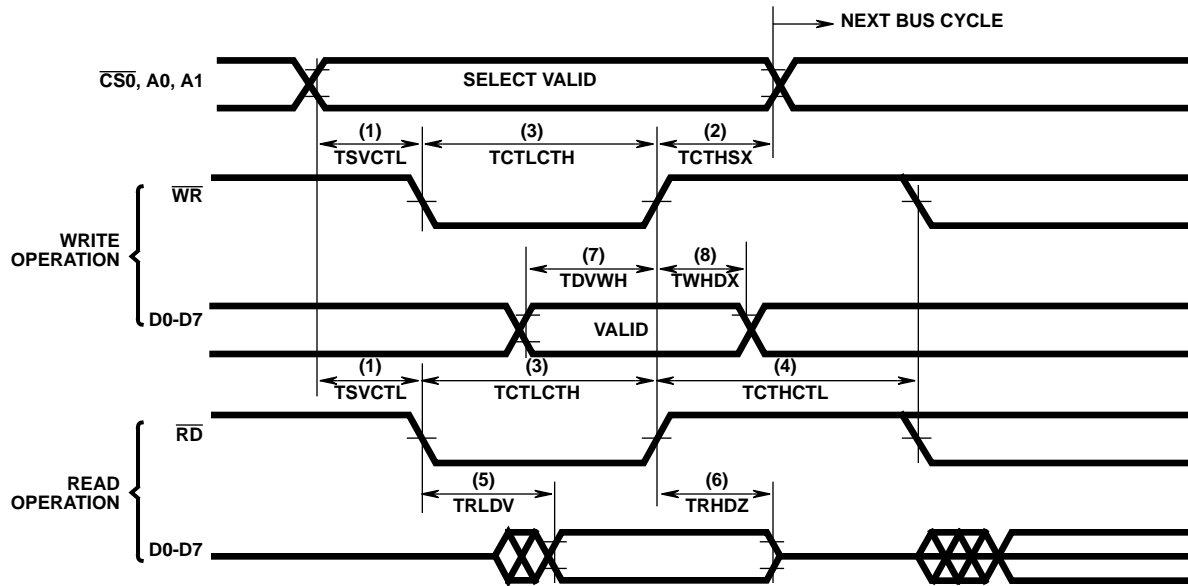 NEXT BUS CYCLE
CS0, A0, A1
SELECT VALID
(1)
TSVCTL
(3)
TCTLCTH
(2)
TCTHSX
WR
WRITE
OPERATION
(7)
TDVWH
(8)
TWHDX
D0-D7
VALID
(1)
TSVCTL
(3)
TCTLCTH
(4)
TCTHCTL
RD
READ
OPERATION
(5)
TRLDV
(6)
TRHDZ
D0-D7